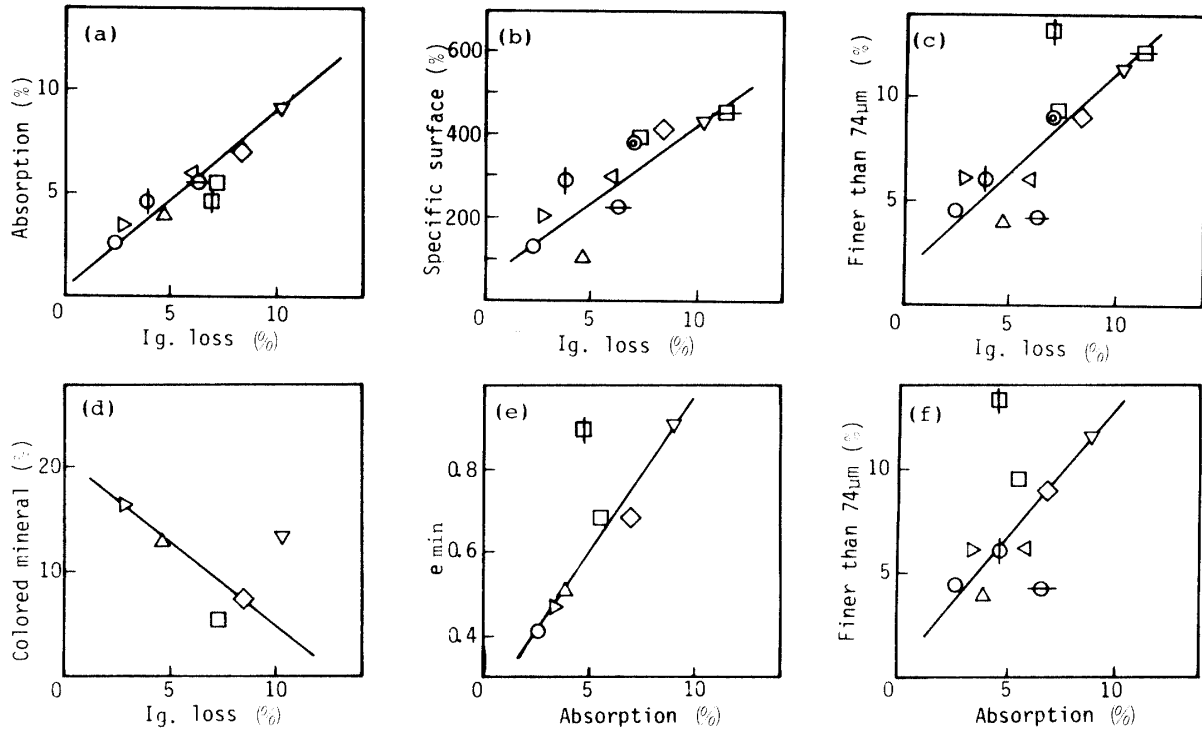 (a)
Absorption (%)
10
5
0
5
10
Ig. loss (%)
(b)
Specific surface (%)
600
400
200
0
5
10
Ig. loss (%)
(c)
Finer than 74μm (%)
10
5
0
5
10
Ig. loss (%)
(d)
Colored mineral (%)
20
10
0
5
10
Ig. loss (%)
(e)
e min
0.8
0.6
0.4
0
5
10
Absorption (%)
(f)
Finer than 74μm (%)
10
5
0
5
10
Absorption (%)